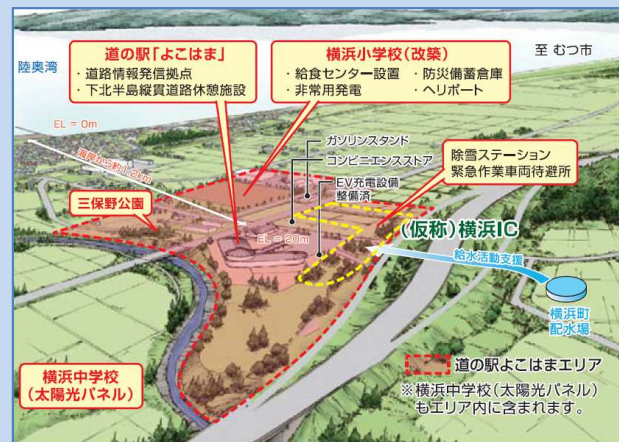 道の駅「よこはま」
・道路情報発信拠点
・下北半島縦貫道路休憩施設
横浜小学校(改築)
・給食センター設置 ・防災備蓄倉庫
・非常用発電 ・ヘリポート
至 むつ市
陸奥湾
EL = 0m
海岸から約1.2km
ガソリンスタンド
コンビニエンスストア
EV充電設備
整備済
除雪ステーション
緊急作業車両待避所
三保野公園
EL = 20m
(仮称)横浜IC
給水活動支援
横浜町
配水場
横浜中学校
(太陽光パネル)
道の駅よこはまエリア
※横浜中学校(太陽光パネル)
もエリア内に含まれます。